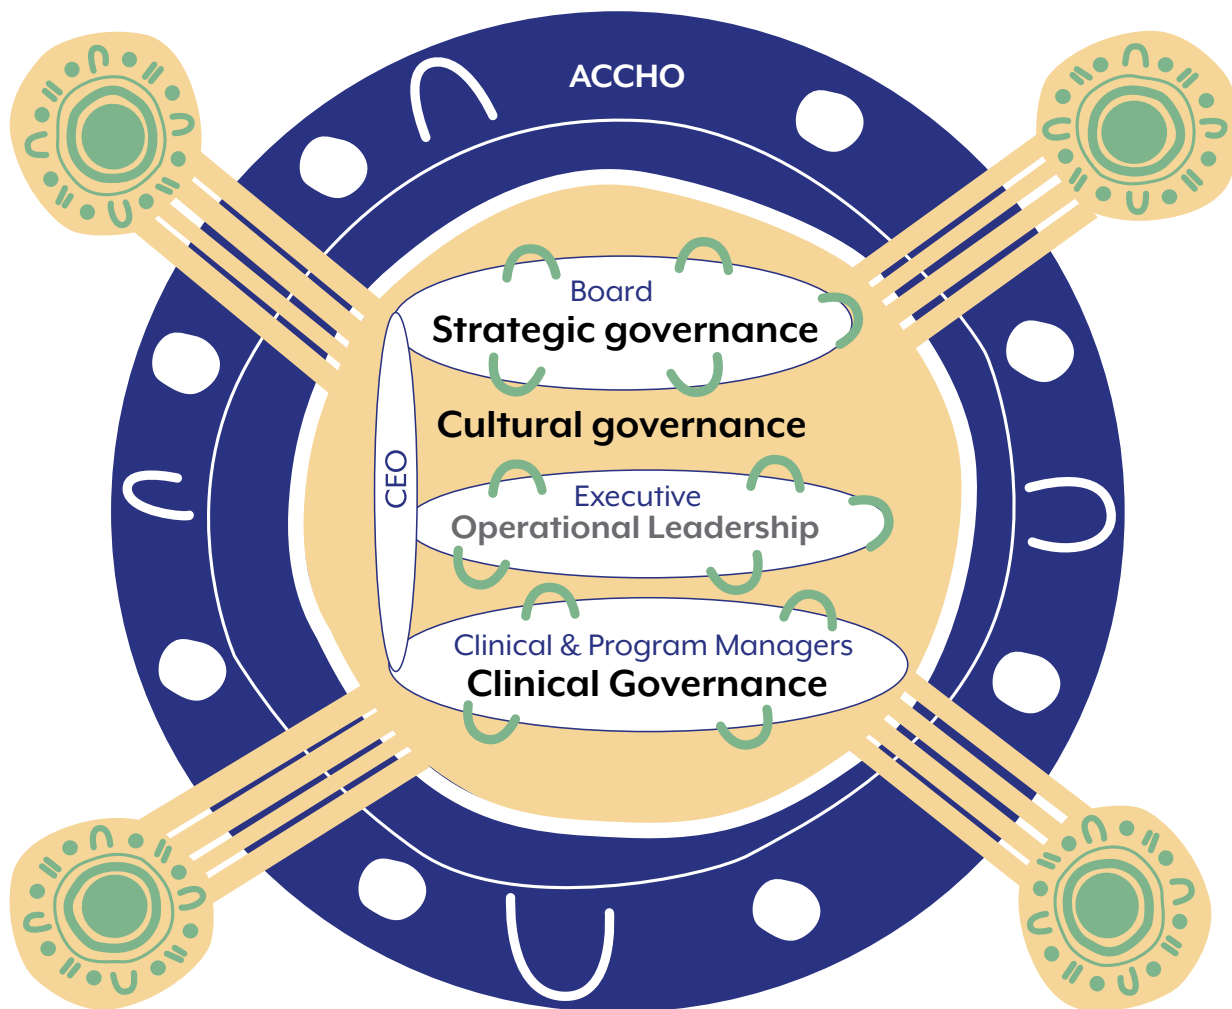 ACCHO
Board
Strategic governance
Cultural governance
CEO
Executive
Operational Leadership
Clinical & Program Managers
Clinical Governance